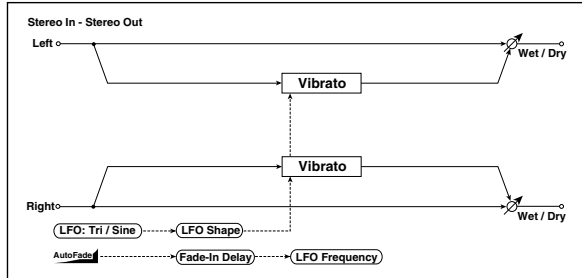 Stereo In - Stereo Out
Left
Wet / Dry
Vibrato
Vibrato
Right
Wet / Dry
LFO: Tri / Sine
LFO Shape
AutoFade
Fade-In Delay
LFO Frequency